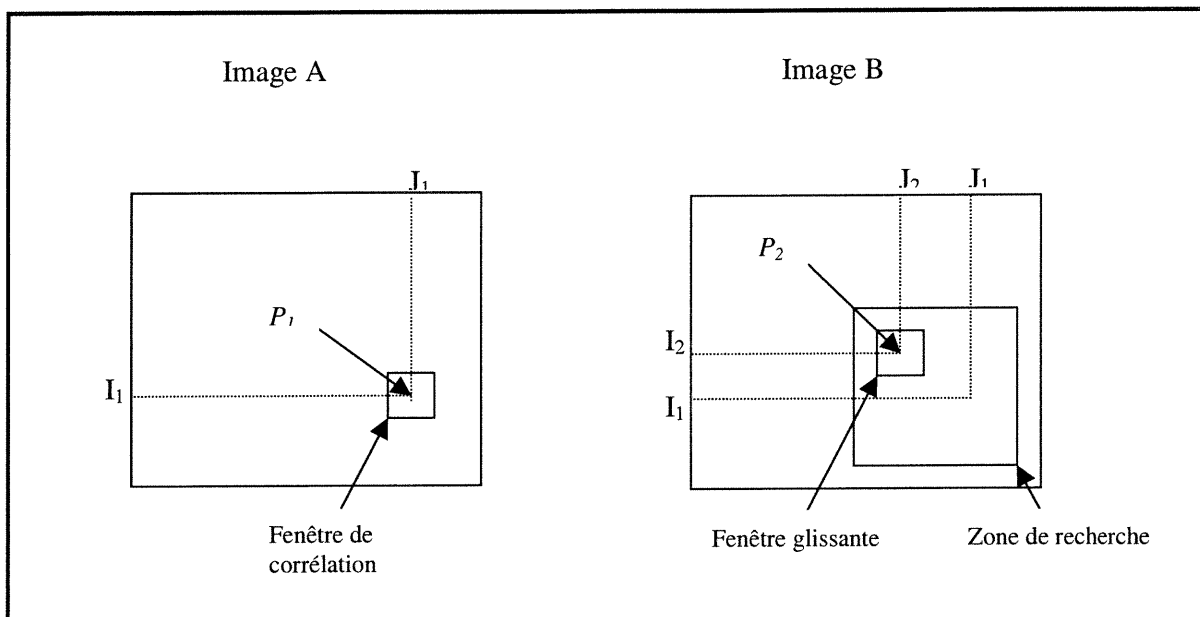 Image A
J₁
P₁
I₁
Fenêtre de
corrélation
Image B
J₂ J₁
P₂
I₂
I₁
Fenêtre glissante
Zone de recherche